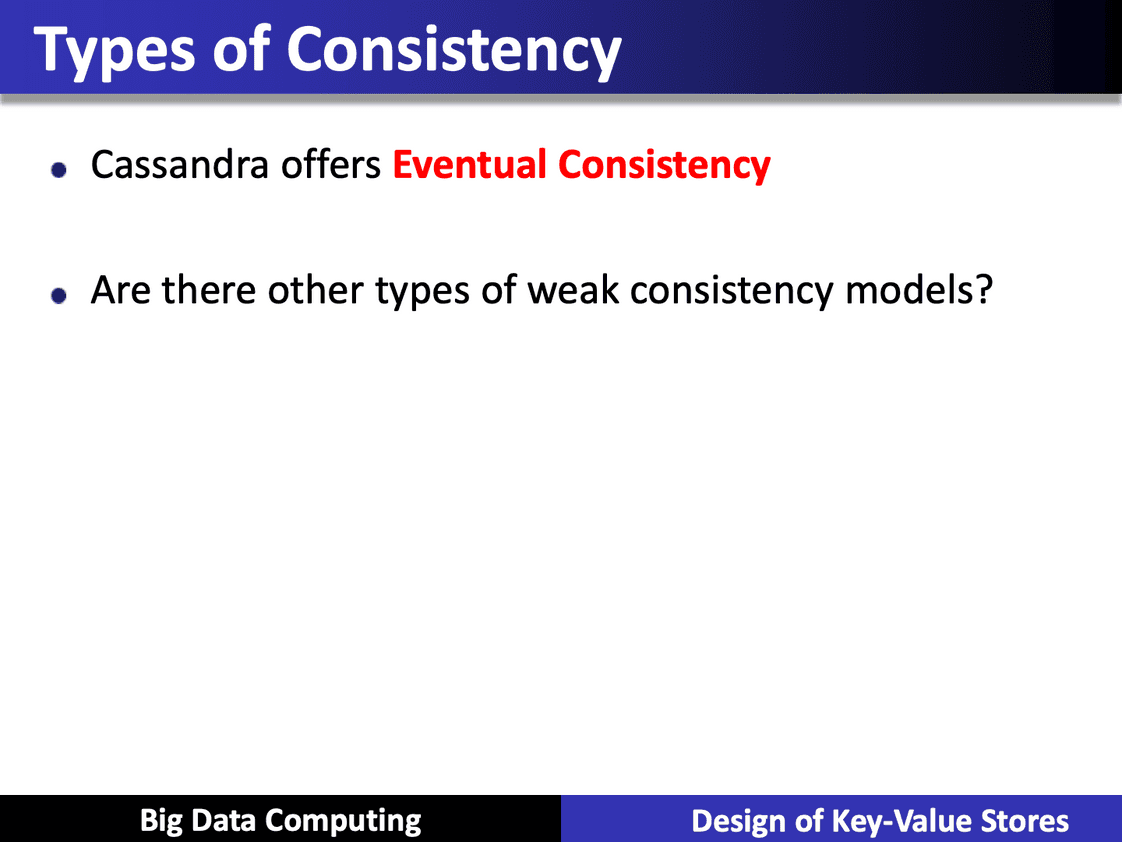 Types of Consistency
Cassandra offers Eventual Consistency
Are there other types of weak consistency models?
Big Data Computing
Design of Key-Value Stores